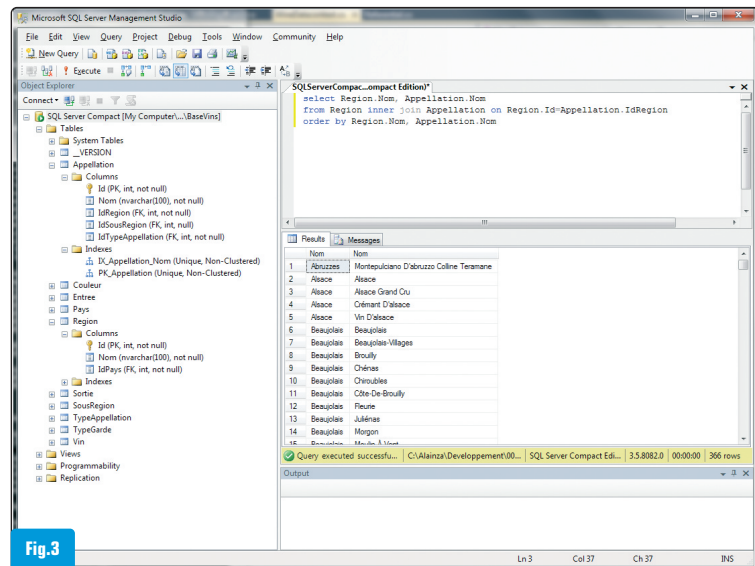 Microsoft SQL Server Management Studio
File Edit View Query Project Debug Tools Window Community Help
New Query
Execute
Object Explorer
Connect
SQL Server Compact [My Computer\...\BaseVins]
Tables
System Tables
__VERSION
Appellation
Columns
Id (PK, int, not null)
Nom (nvarchar(100), not null)
IdRegion (FK, int, not null)
IdSousRegion (FK, int, null)
IdTypeAppellation (FK, int, not null)
Indexes
IX_Appellation_Nom (Unique, Non-Clustered)
PK_Appellation (Unique, Non-Clustered)
Couleur
Entree
Pays
Region
Columns
Id (PK, int, not null)
Nom (nvarchar(100), not null)
IdPays (FK, int, not null)
Indexes
Sortie
SousRegion
TypeAppellation
TypeGarde
Vin
Views
Programmability
Replication
SQLServerCompac...ompact Edition)*
select Region.Nom, Appellation.Nom
from Region inner join Appellation on Region.Id=Appellation.IdRegion
order by Region.Nom, Appellation.Nom
Results Messages
Nom Nom
1 Abruzzes Montepulciano D'abruzzo Colline Teramane
2 Alsace Alsace
3 Alsace Alsace Grand Cru
4 Alsace Crémant D'alsace
5 Alsace Vin D'alsace
6 Beaujolais Beaujolais
7 Beaujolais Beaujolais-Villages
8 Beaujolais Brouilly
9 Beaujolais Chénas
10 Beaujolais Chiroubles
11 Beaujolais Côte-De-Brouilly
12 Beaujolais Fleurie
13 Beaujolais Juliénas
14 Beaujolais Morgon
15 Beaujolais Moulin À Vent
Query executed successfu... C:\Alainza\Developpement\00... SQL Server Compact Edi... 3.5.8082.0 00:00:00 366 rows
Output
Ln 3 Col 37 Ch 37 INS
Fig.3